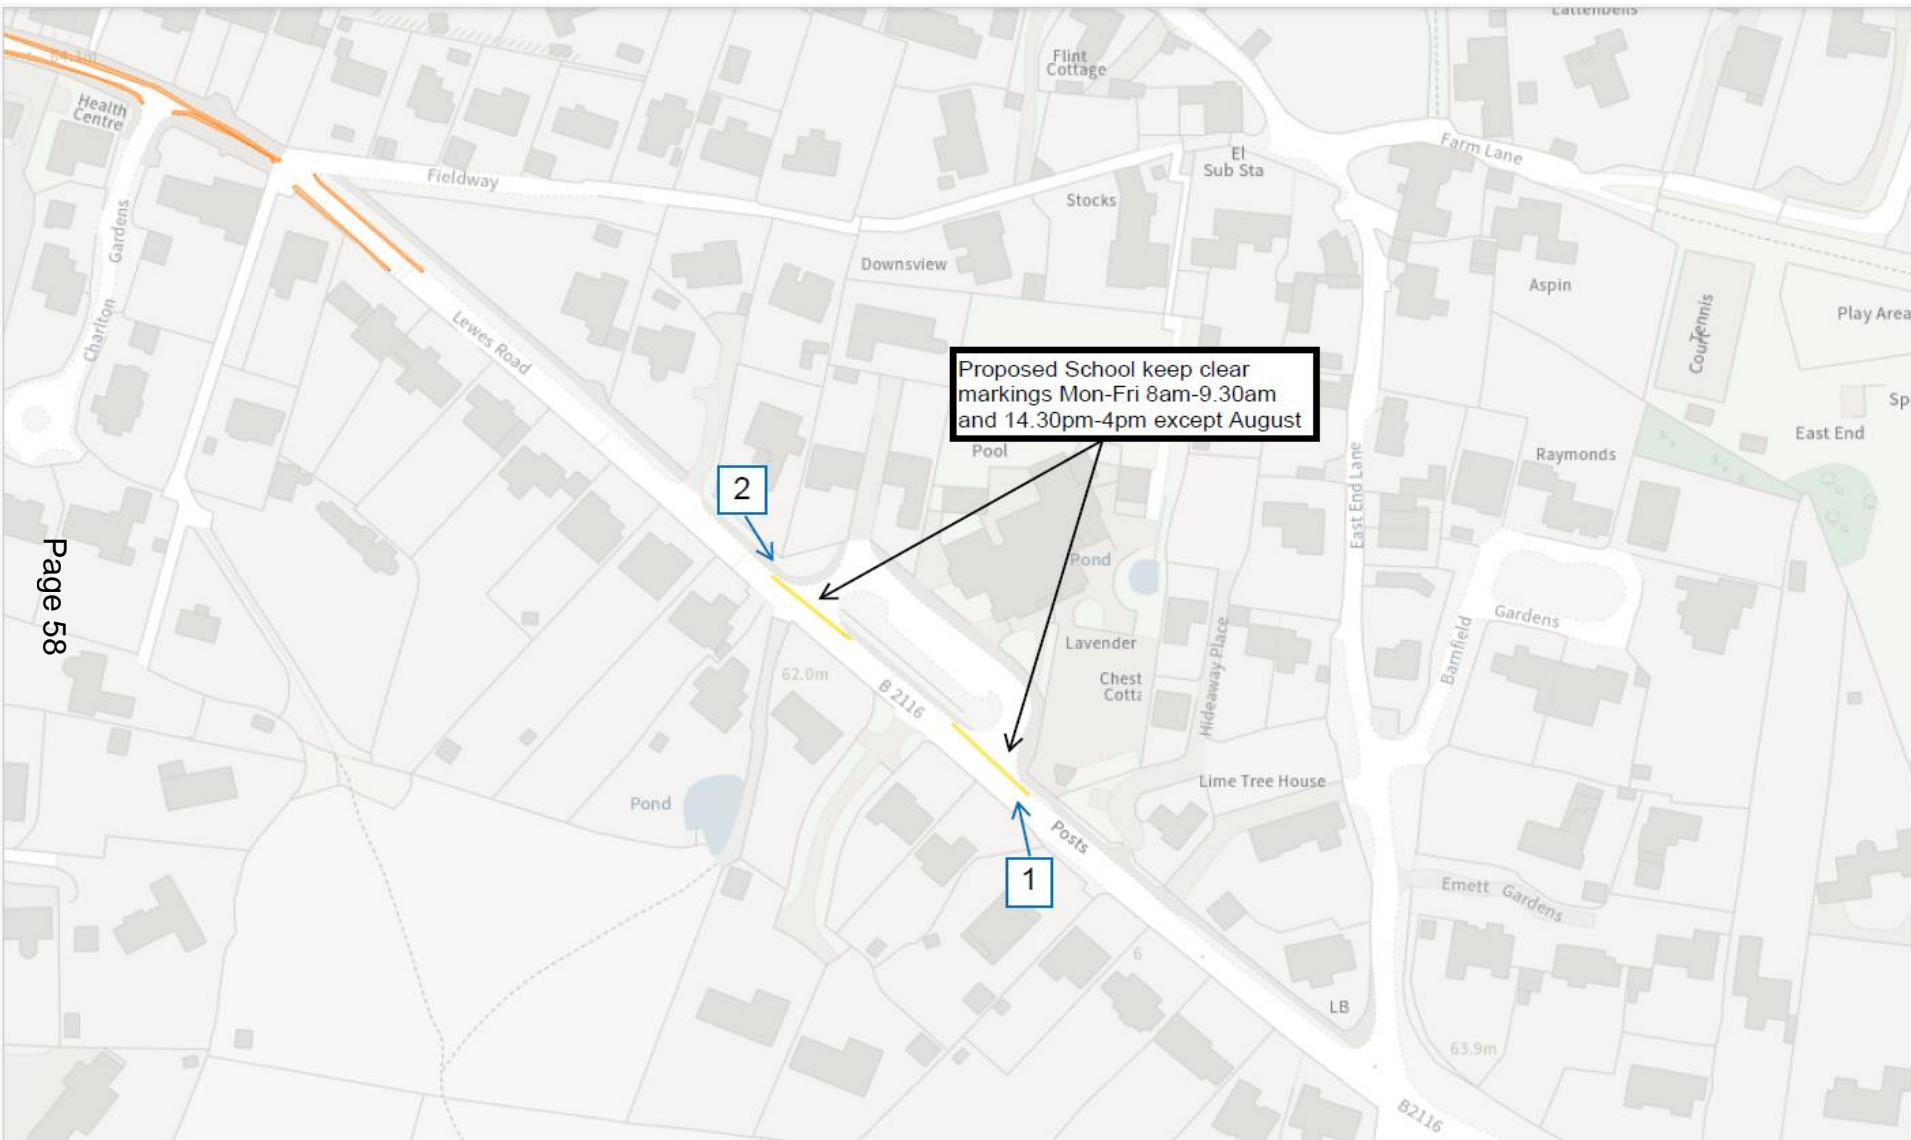 Lattenbells
64.1m
Flint
Cottage
Health
Centre
Farm Lane
El
Sub Sta
Fieldway
Stocks
Charlton Gardens
Downsview
Aspin
Tennis
Court
Play Area
Lewes Road
Proposed School keep clear
markings Mon-Fri 8am-9.30am
and 14.30pm-4pm except August
Sp
East End
Pool
Raymonds
2
East End Lane
Page 58
Pond
Barnfield Gardens
Lavender
Hideaway Place
62.0m
Chest
Cotta
B 2116
Lime Tree House
Pond
Posts
1
Emett Gardens
6
LB
63.9m
B2116